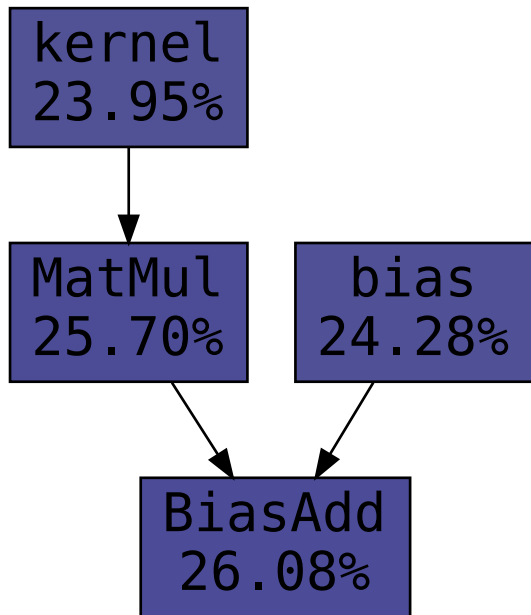 kernel
23.95%
MatMul
25.70%
bias
24.28%
BiasAdd
26.08%